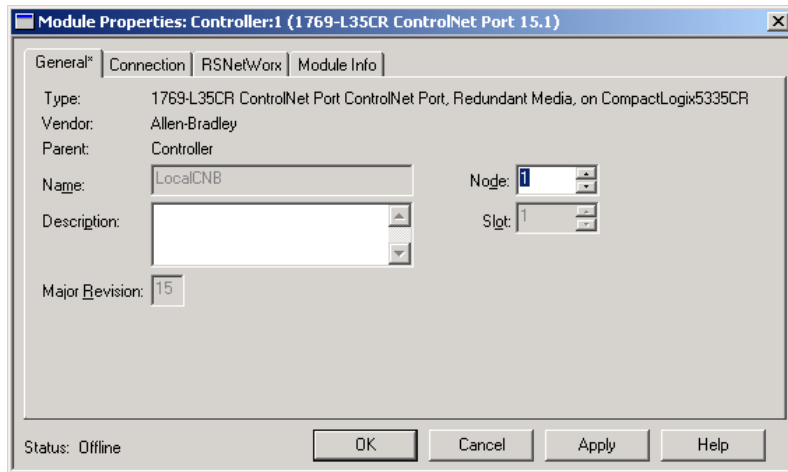 Module Properties: Controller:1 (1769-L35CR ControlNet Port 15.1)
General* Connection RSNetWorx Module Info
Type: 1769-L35CR ControlNet Port ControlNet Port, Redundant Media, on CompactLogix5335CR
Vendor: Allen-Bradley
Parent: Controller
Name: LocalCNB Node: 1
Description: Slot: 1
Major Revision: 15
Status: Offline OK Cancel Apply Help